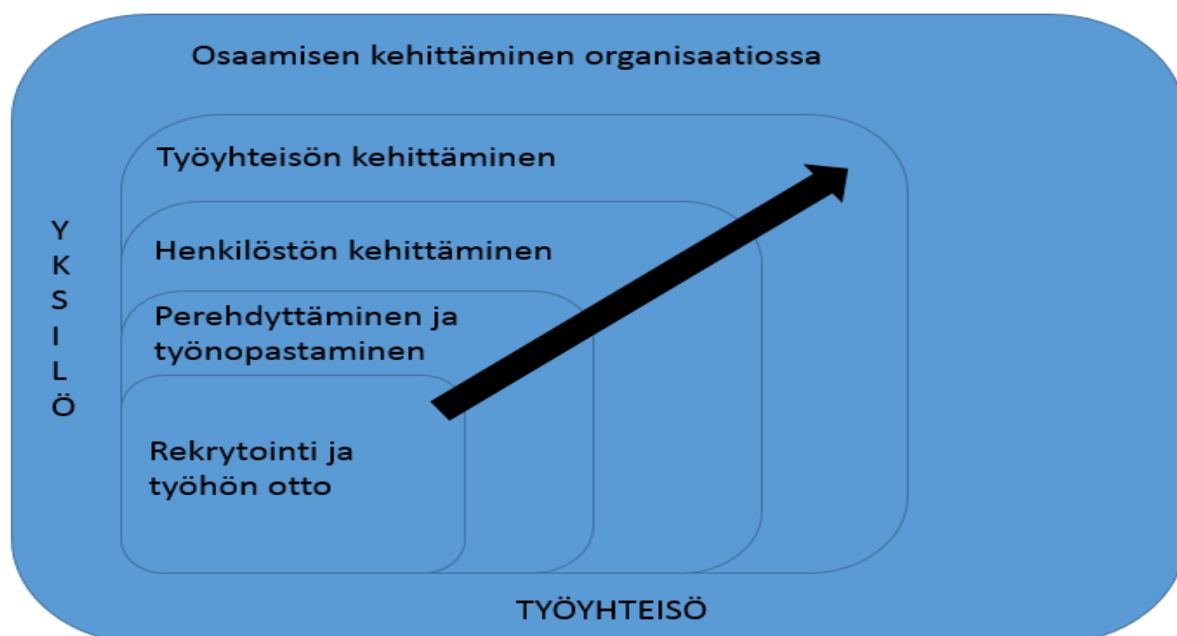 Osaamisen kehittäminen organisaatiossa
Työyhteisön kehittäminen
Henkilöstön kehittäminen
Perehdyttäminen ja
työnopastaminen
Rekrytointi ja
työhön otto
Y
K
S
I
L
Ö
TYÖYHTEISÖ